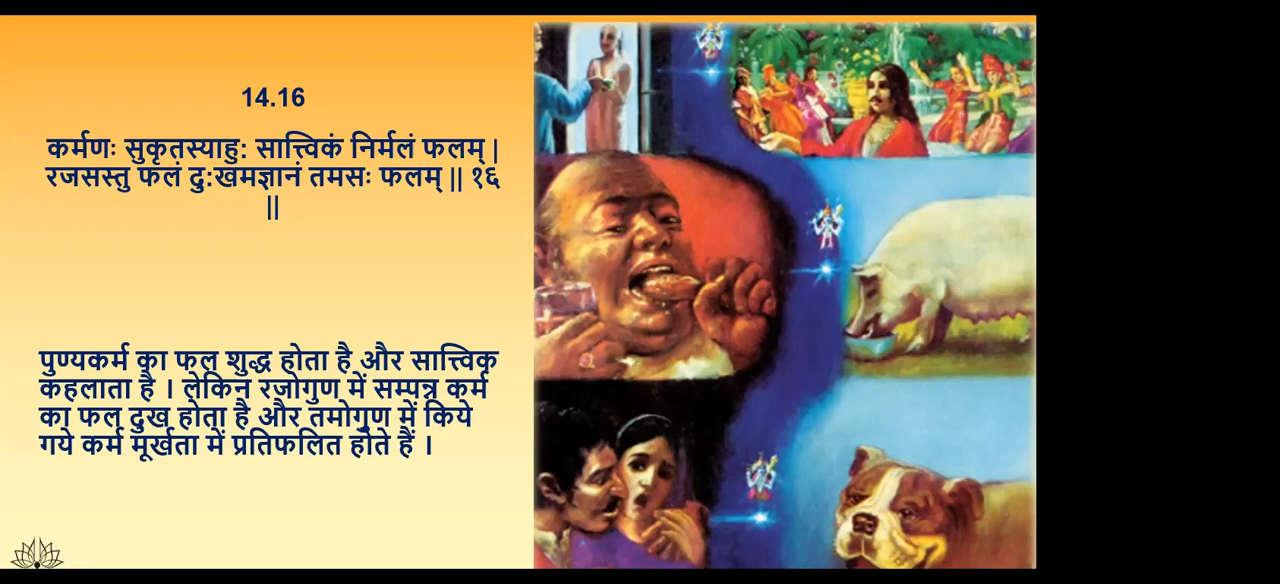 14.16
कर्मणः सुकृतस्याहु: सात्त्विकं निर्मलं फलम् |
रजसस्तु फलं दु:खमज्ञानं तमसः फलम् || १६
||
पुण्यकर्म का फल शुद्ध होता है और सात्त्विक
कहलाता है । लेकिन रजोगुण में सम्पन्न कर्म
का फल दुख होता है और तमोगुण में किये
गये कर्म मूर्खता में प्रतिफलित होते हैं ।